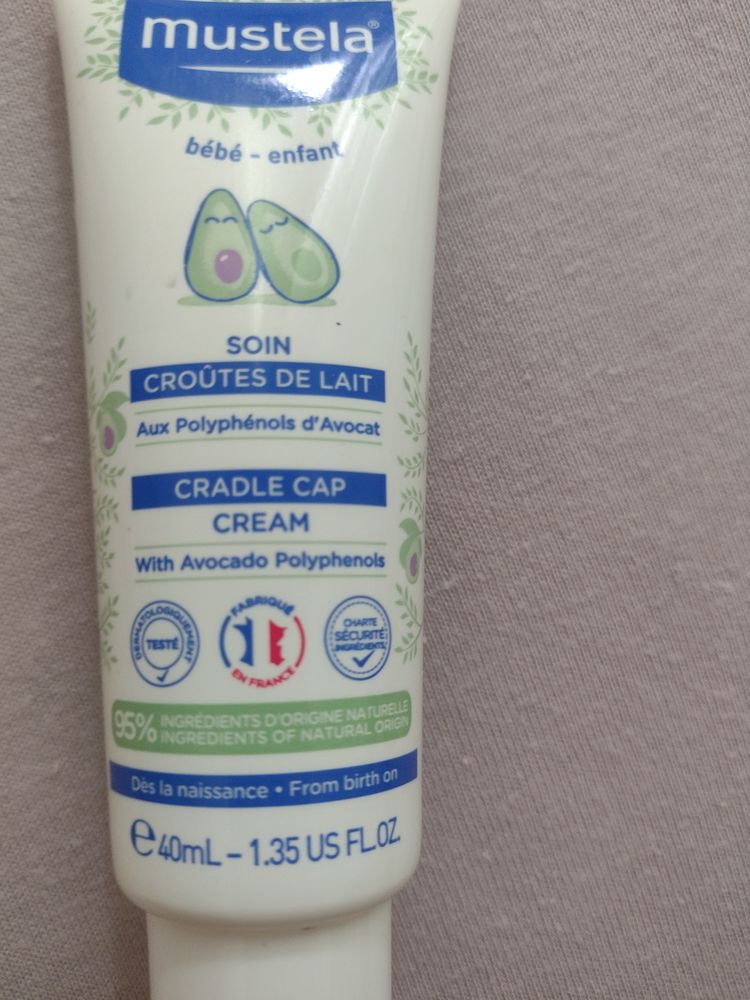 mustela®
bébé - enfant
SOIN
CROÛTES DE LAIT
Aux Polyphénols d'Avocat
CRADLE CAP
CREAM
With Avocado Polyphenols
DERMATOLOGIQUEMENT
TESTÉ
FABRIQUÉ
EN FRANCE
CHARTE
SÉCURITÉ
INGRÉDIENTS
95% INGRÉDIENTS D'ORIGINE NATURELLE
INGREDIENTS OF NATURAL ORIGIN
Dès la naissance • From birth on
℮ 40mL – 1.35 US FL.OZ.